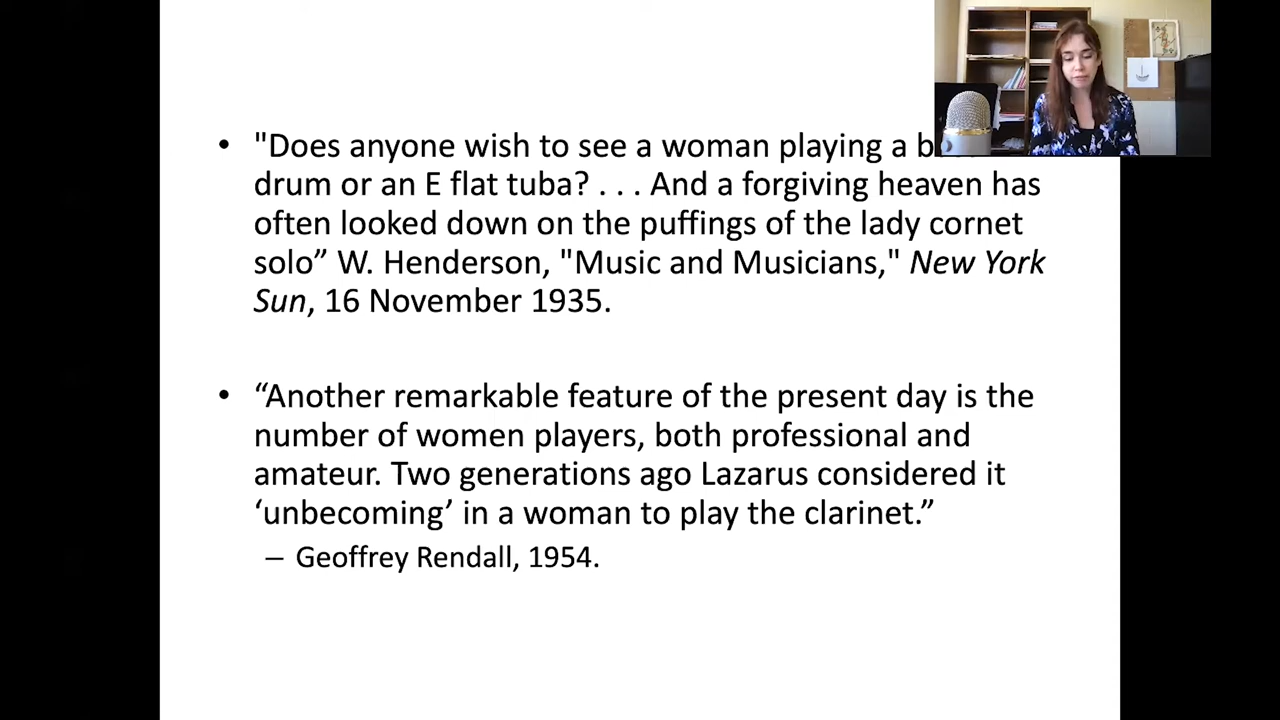 • "Does anyone wish to see a woman playing a
drum or an E flat tuba? . . . And a forgiving heaven has
often looked down on the puffings of the lady cornet
solo” W. Henderson, "Music and Musicians," New York
Sun, 16 November 1935.
• “Another remarkable feature of the present day is the
number of women players, both professional and
amateur. Two generations ago Lazarus considered it
‘unbecoming’ in a woman to play the clarinet.”
– Geoffrey Rendall, 1954.